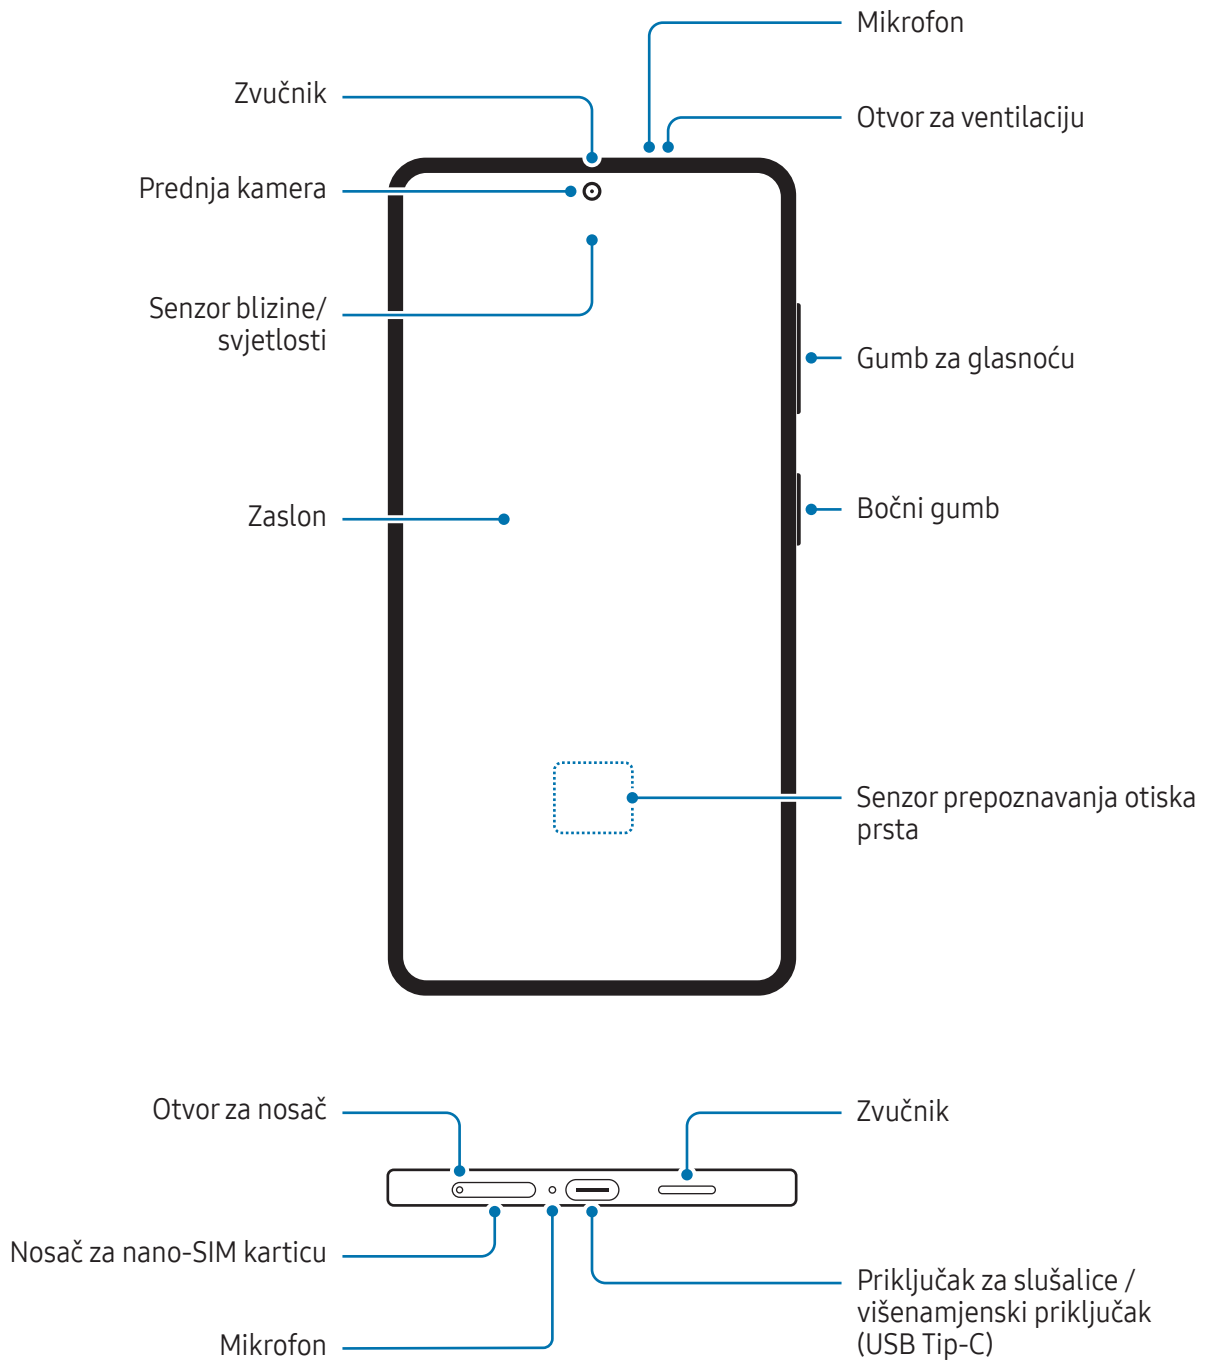 Mikrofon
Zvučnik
Otvor za ventilaciju
Prednja kamera
Senzor blizine/
svjetlosti
Gumb za glasnoću
Zaslon
Bočni gumb
Senzor prepoznavanja otiska
prsta
Otvor za nosač
Zvučnik
Nosač za nano-SIM karticu
Priključak za slušalice /
višenamjenski priključak
(USB Tip-C)
Mikrofon